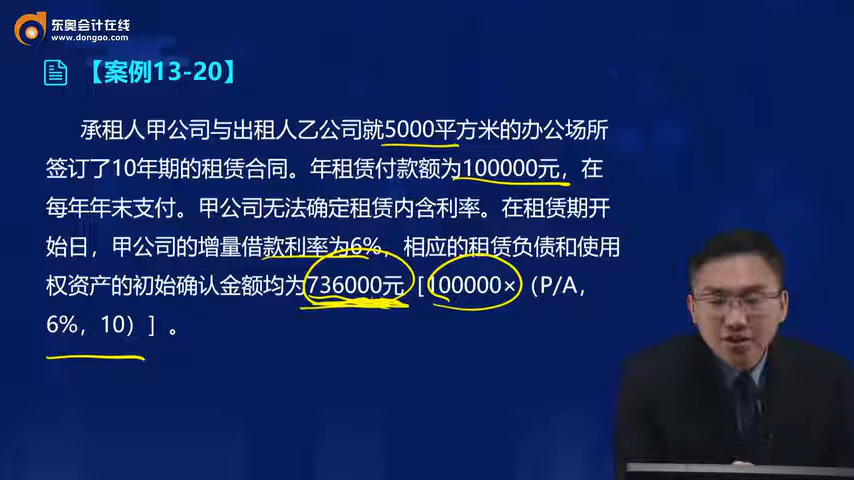 东奥会计在线
www.dongao.com
【案例13-20】
承租人甲公司与出租人乙公司就5000平方米的办公场所
签订了10年期的租赁合同。年租赁付款额为100000元，在
每年年末支付。甲公司无法确定租赁内含利率。在租赁期开
始日，甲公司的增量借款利率为6%，相应的租赁负债和使用
权资产的初始确认金额均为736000元［100000×（P/A，
6%，10）］。